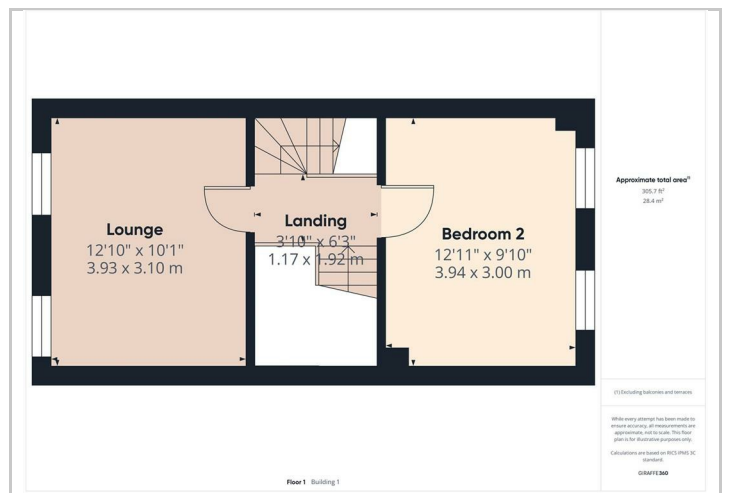 Lounge
12'10" x 10'1"
3.93 x 3.10 m
Landing
3'10" x 6'3"
1.17 x 1.92 m
Bedroom 2
12'11" x 9'10"
3.94 x 3.00 m
Approximate total area⁽¹⁾
305.7 ft²
28.4 m²
(1) Excluding balconies and terraces
While every attempt has been made to
ensure accuracy, all measurements are
approximate, not to scale. This floor
plan is for illustrative purposes only.
Calculations are based on RICS IPMS 3C
standard.
GIRAFFE360
Floor 1 Building 1